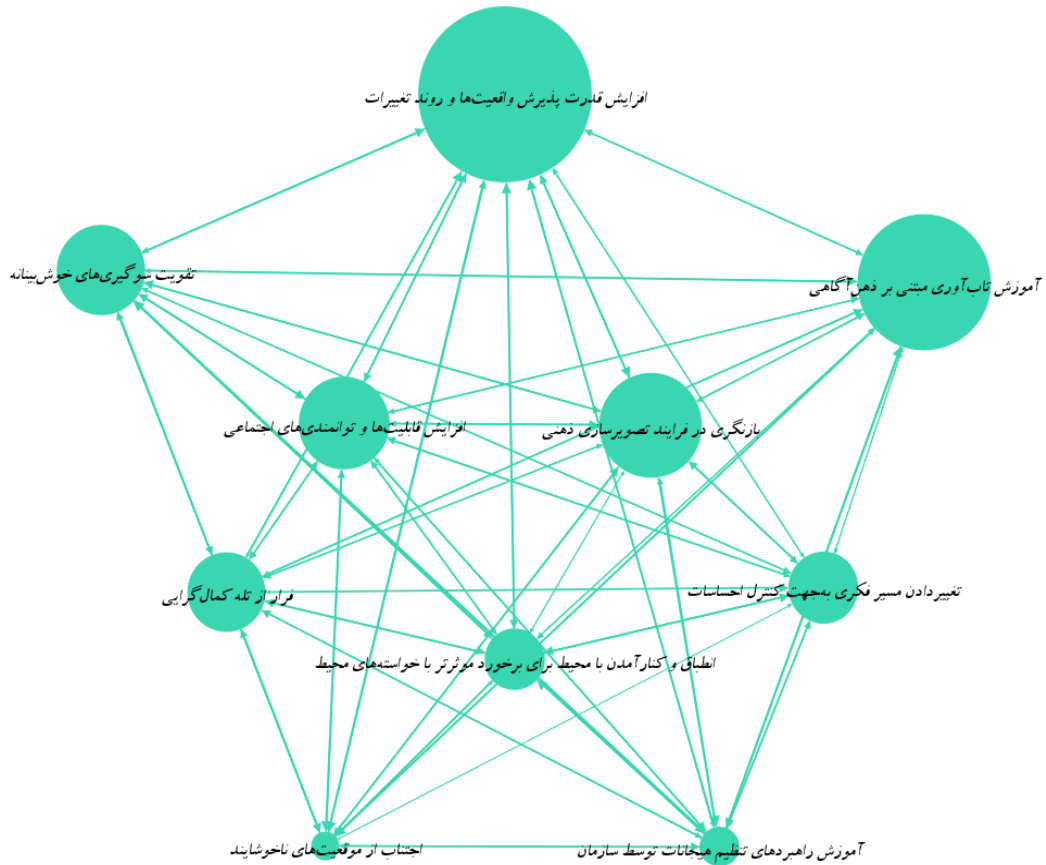 افزایش قدرت پذیرش واقعیت‌ها و روند تغییرات
تقویت سوگیری‌های خوش‌بینانه
آموزش تاب‌آوری مبتنی بر ذهن‌آگاهی
افزایش قابلیت‌ها و توانمندی‌های اجتماعی
بازنگری در فرایند تصویرسازی ذهنی
فرار از تله کمال‌گرایی
تغییردادن مسیر فکری به‌جهت کنترل احساسات
انطباق و کنارآمدن با محیط برای برخورد موثرتر با خواسته‌های محیط
اجتناب از موقعیت‌های ناخوشایند
آموزش راهبردهای تنظیم هیجانات توسط سازمان